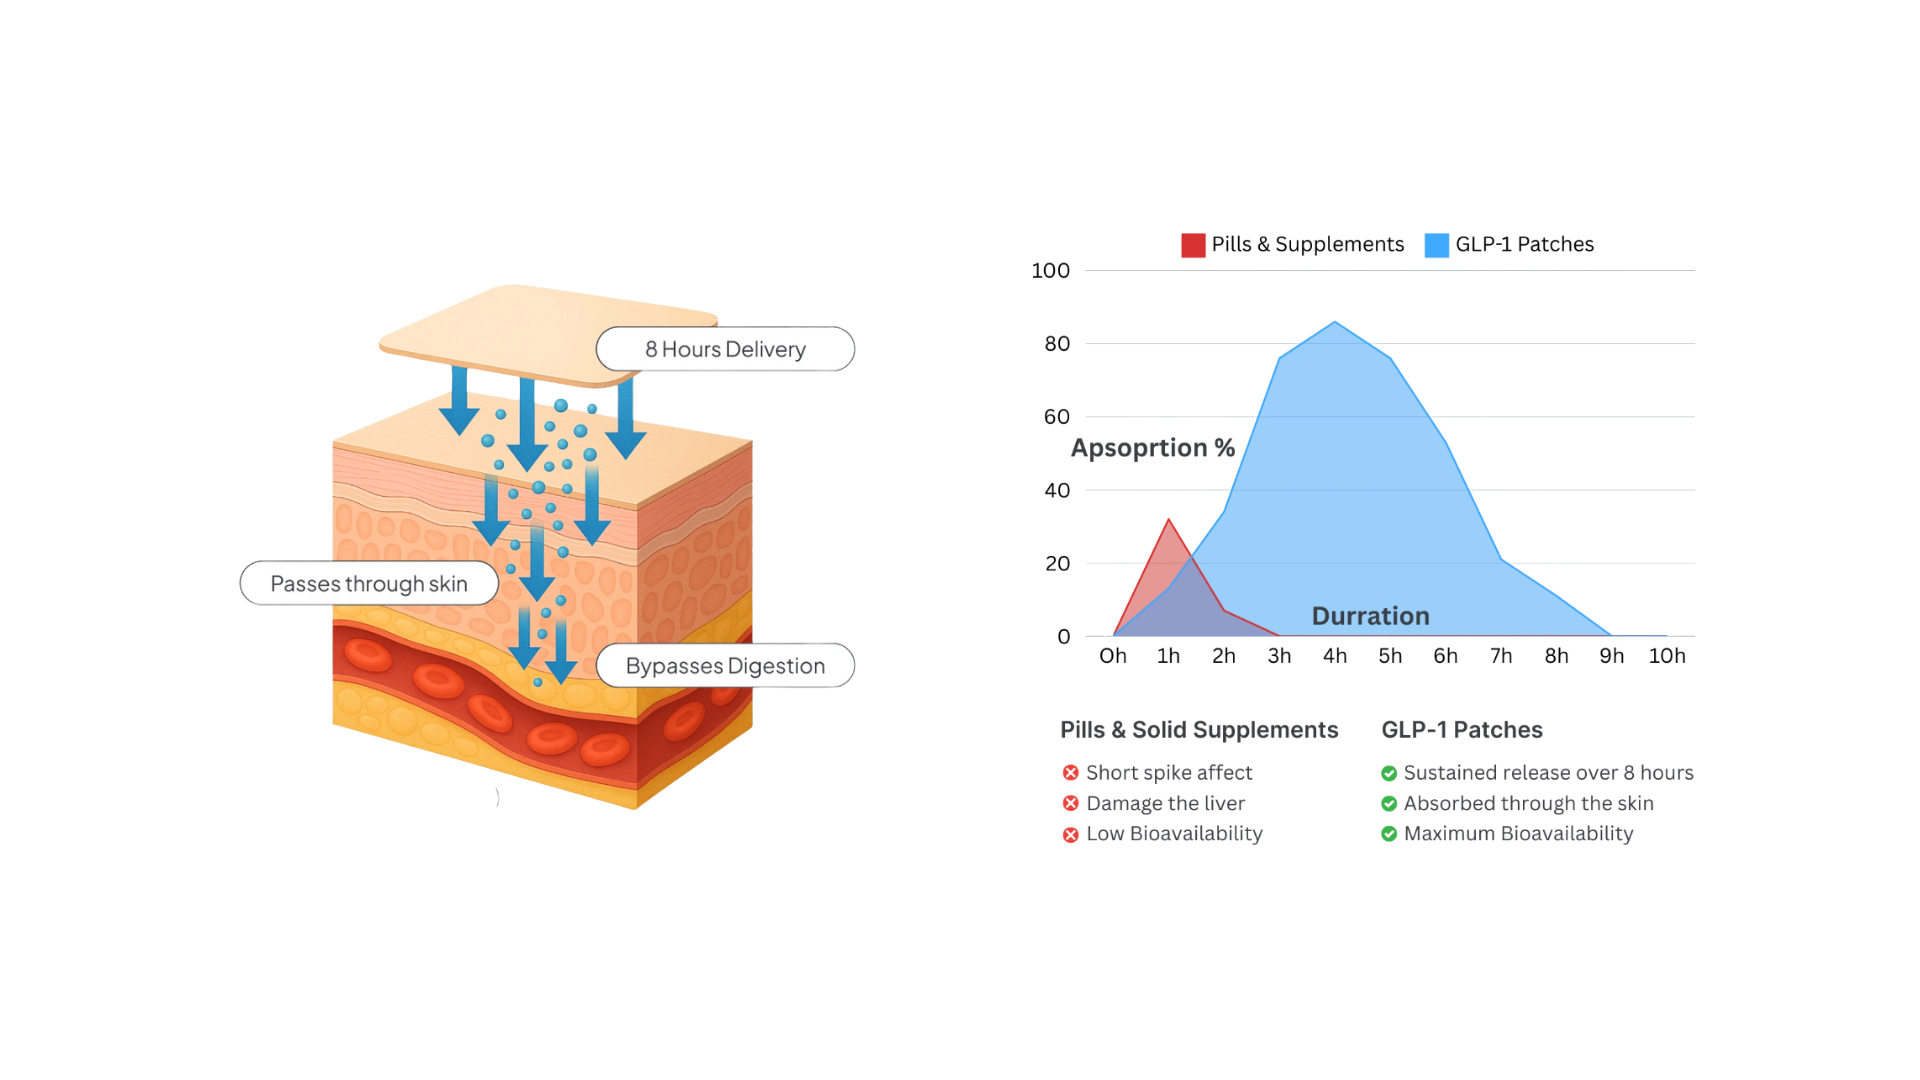 8 Hours Delivery
Passes through skin
Bypasses Digestion
Pills & Supplements GLP-1 Patches
100
80
60
Apsoprtion %
40
20
Durration
0
0h 1h 2h 3h 4h 5h 6h 7h 8h 9h 10h
Pills & Solid Supplements
Short spike affect
Damage the liver
Low Bioavailability
GLP-1 Patches
Sustained release over 8 hours
Absorbed through the skin
Maximum Bioavailability